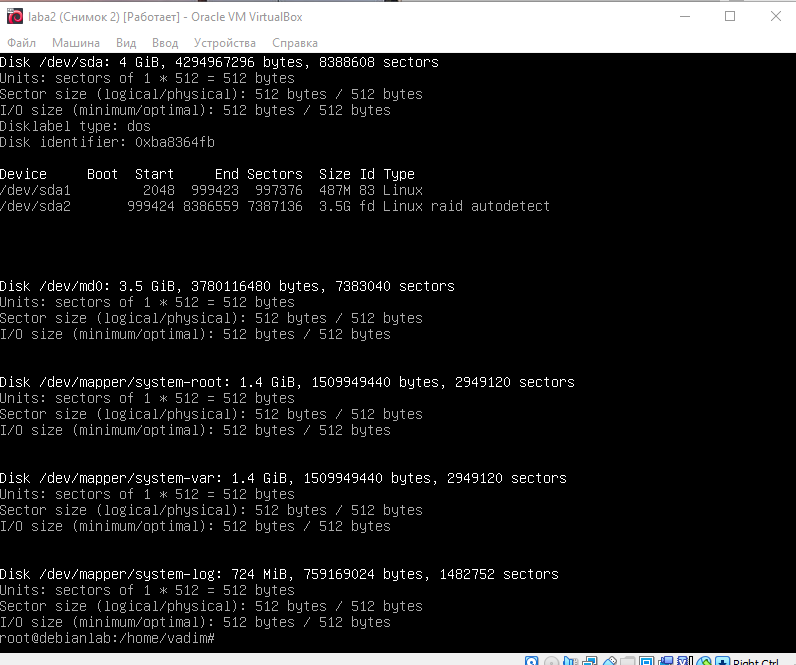 laba2 (Снимок 2) [Работает] - Oracle VM VirtualBox
Файл Машина Вид Ввод Устройства Справка
Disk /dev/sda: 4 GiB, 4294967296 bytes, 8388608 sectors
Units: sectors of 1 * 512 = 512 bytes
Sector size (logical/physical): 512 bytes / 512 bytes
I/O size (minimum/optimal): 512 bytes / 512 bytes
Disklabel type: dos
Disk identifier: 0xba8364fb
Device Boot Start End Sectors Size Id Type
/dev/sda1 2048 999423 997376 487M 83 Linux
/dev/sda2 999424 8386559 7387136 3.5G fd Linux raid autodetect
Disk /dev/md0: 3.5 GiB, 3780116480 bytes, 7383040 sectors
Units: sectors of 1 * 512 = 512 bytes
Sector size (logical/physical): 512 bytes / 512 bytes
I/O size (minimum/optimal): 512 bytes / 512 bytes
Disk /dev/mapper/system-root: 1.4 GiB, 1509949440 bytes, 2949120 sectors
Units: sectors of 1 * 512 = 512 bytes
Sector size (logical/physical): 512 bytes / 512 bytes
I/O size (minimum/optimal): 512 bytes / 512 bytes
Disk /dev/mapper/system-var: 1.4 GiB, 1509949440 bytes, 2949120 sectors
Units: sectors of 1 * 512 = 512 bytes
Sector size (logical/physical): 512 bytes / 512 bytes
I/O size (minimum/optimal): 512 bytes / 512 bytes
Disk /dev/mapper/system-log: 724 MiB, 759169024 bytes, 1482752 sectors
Units: sectors of 1 * 512 = 512 bytes
Sector size (logical/physical): 512 bytes / 512 bytes
I/O size (minimum/optimal): 512 bytes / 512 bytes
root@debianlab:/home/vadim#
Right Ctrl